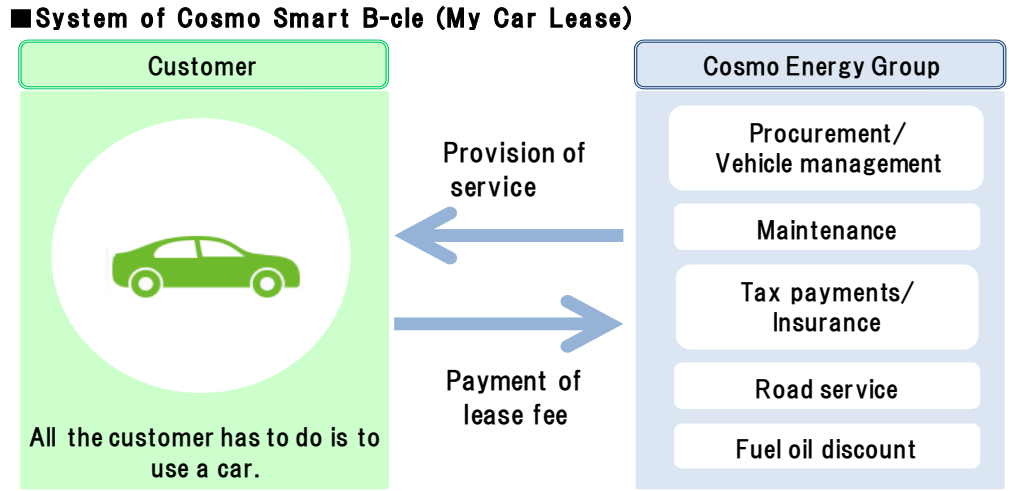 ■System of Cosmo Smart B-cle (My Car Lease)
Customer
All the customer has to do is to
use a car.
Provision of
service
Payment of
lease fee
Cosmo Energy Group
Procurement/
Vehicle management
Maintenance
Tax payments/
Insurance
Road service
Fuel oil discount